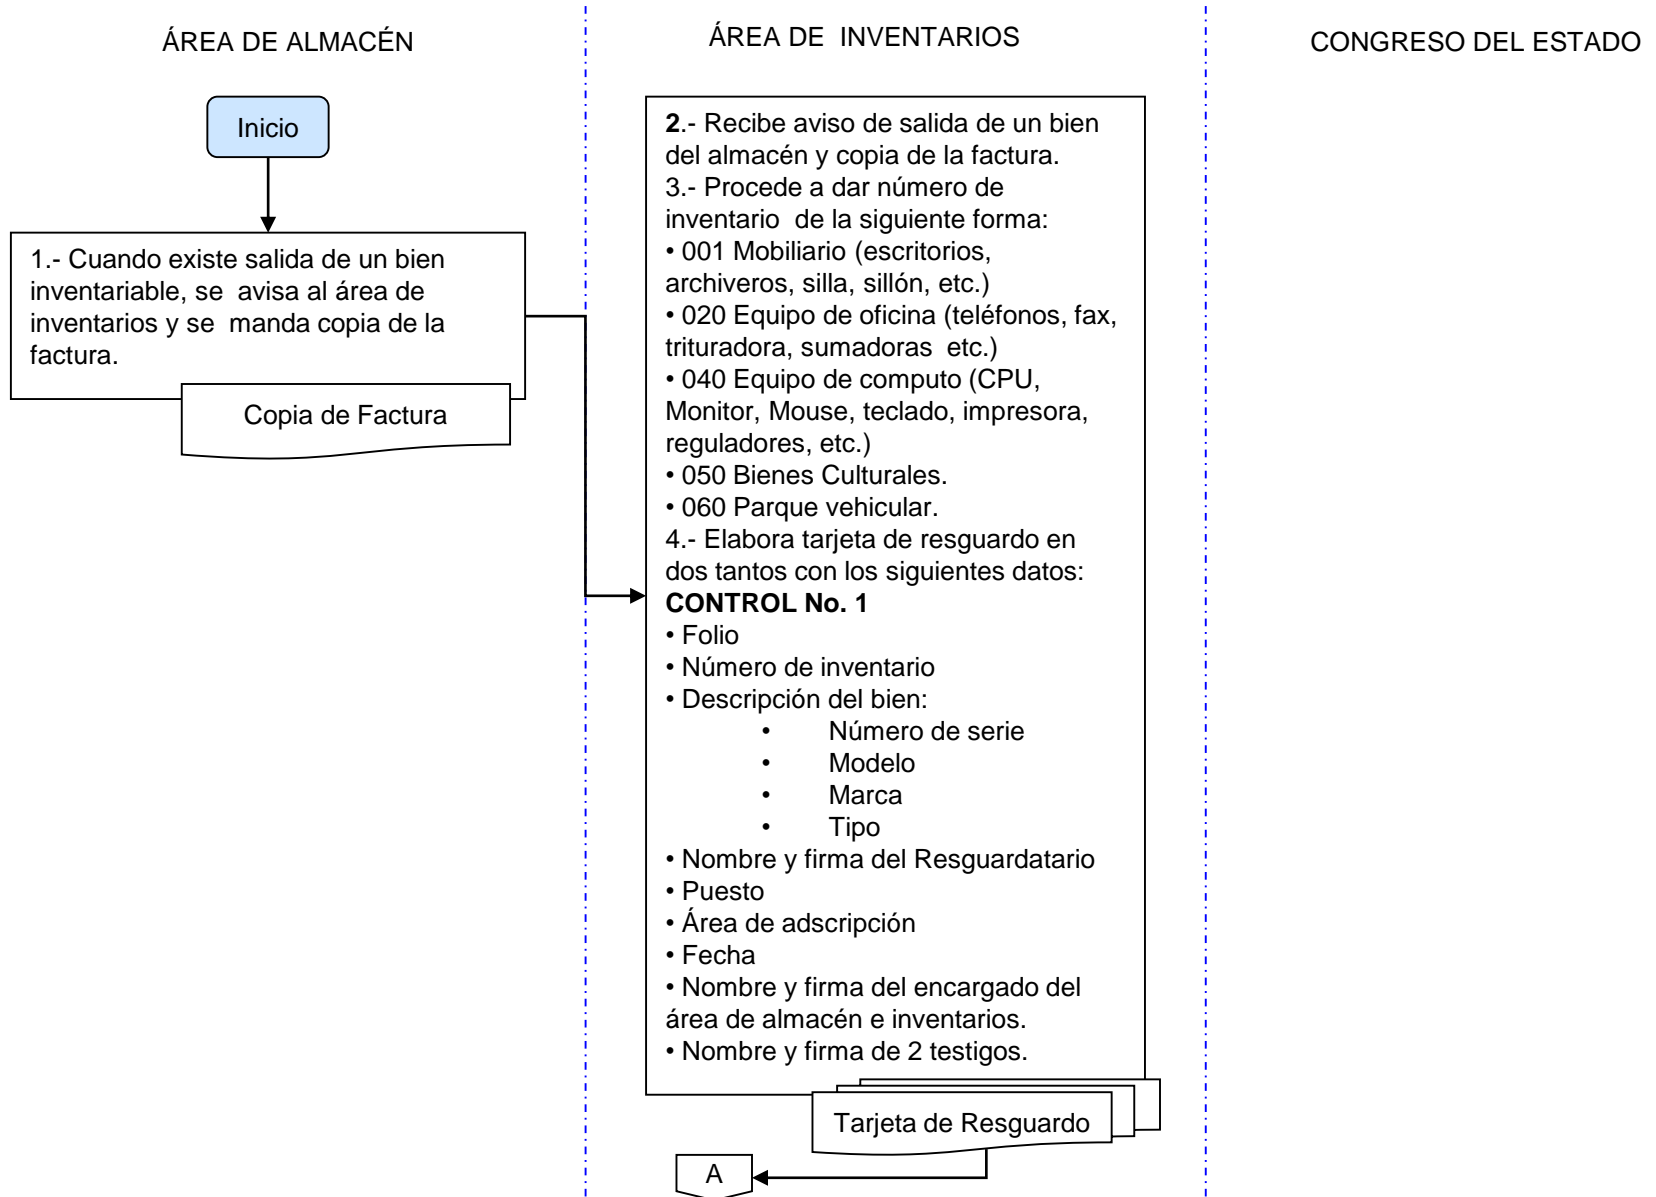 ÁREA DE ALMACÉN
ÁREA DE INVENTARIOS
CONGRESO DEL ESTADO
Inicio
1.- Cuando existe salida de un bien
inventariable, se avisa al área de
inventarios y se manda copia de la
factura.
Copia de Factura
2.- Recibe aviso de salida de un bien
del almacén y copia de la factura.
3.- Procede a dar número de
inventario de la siguiente forma:
• 001 Mobiliario (escritorios,
archiveros, silla, sillón, etc.)
• 020 Equipo de oficina (teléfonos, fax,
trituradora, sumadoras etc.)
• 040 Equipo de computo (CPU,
Monitor, Mouse, teclado, impresora,
reguladores, etc.)
• 050 Bienes Culturales.
• 060 Parque vehicular.
4.- Elabora tarjeta de resguardo en
dos tantos con los siguientes datos:
CONTROL No. 1
• Folio
• Número de inventario
• Descripción del bien:
• Número de serie
• Modelo
• Marca
• Tipo
• Nombre y firma del Resguardatario
• Puesto
• Área de adscripción
• Fecha
• Nombre y firma del encargado del
área de almacén e inventarios.
• Nombre y firma de 2 testigos.
Tarjeta de Resguardo
A